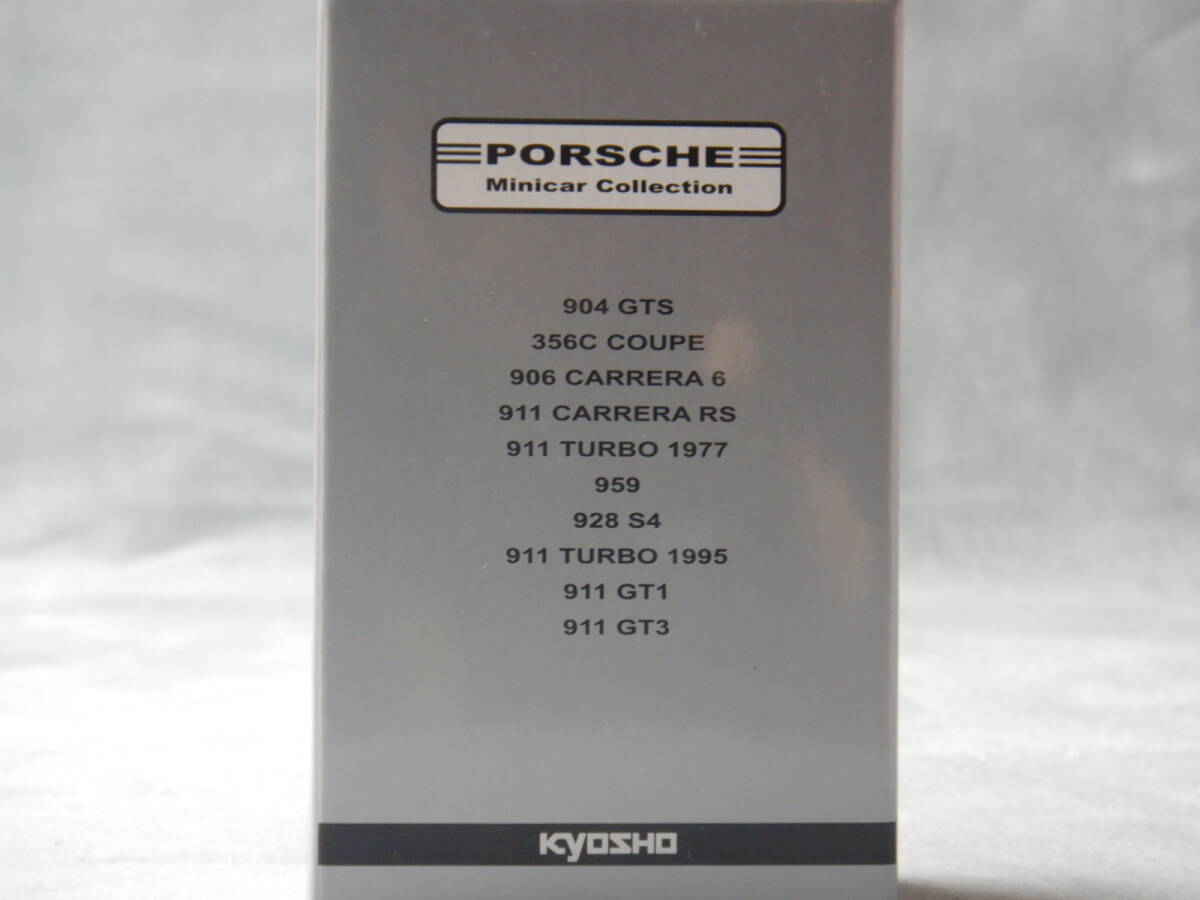 PORSCHE
Minicar Collection
904 GTS
356C COUPE
906 CARRERA 6
911 CARRERA RS
911 TURBO 1977
959
928 S4
911 TURBO 1995
911 GT1
911 GT3
KYOSHO